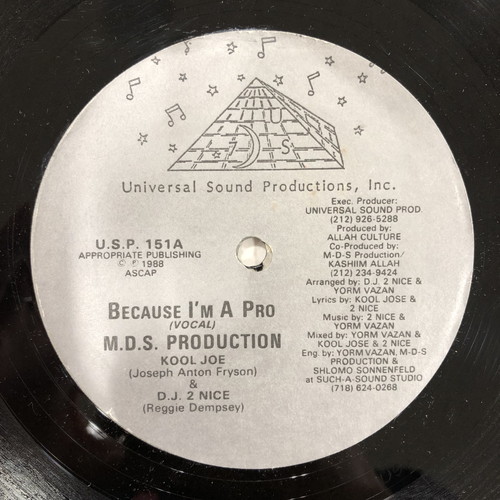 U
7 S
Universal Sound Productions, Inc.
U.S.P. 151A
APPROPRIATE PUBLISHING
© ℗ 1988
ASCAP
BECAUSE I'M A PRO
(VOCAL)
M.D.S. PRODUCTION
KOOL JOE
(Joseph Anton Fryson)
&
D.J. 2 NICE
(Reggie Dempsey)
Exec. Producer:
UNIVERSAL SOUND PROD.
(212) 926-5288
Produced by:
ALLAH CULTURE
Co-Produced by:
M-D-S Production/
KASHIIM ALLAH
(212) 234-9424
Arranged by: D.J. 2 NICE &
YORM VAZAN
Lyrics by: KOOL JOSE &
2 NICE
Music by: 2 NICE &
YORM VAZAN
Mixed by: YORM VAZAN &
KOOL JOSE & 2 NICE
Eng. by: YORM VAZAN, M-D-S
PRODUCTION &
SHLOMO SONNENFELD
at SUCH-A-SOUND STUDIO
(718) 624-0268